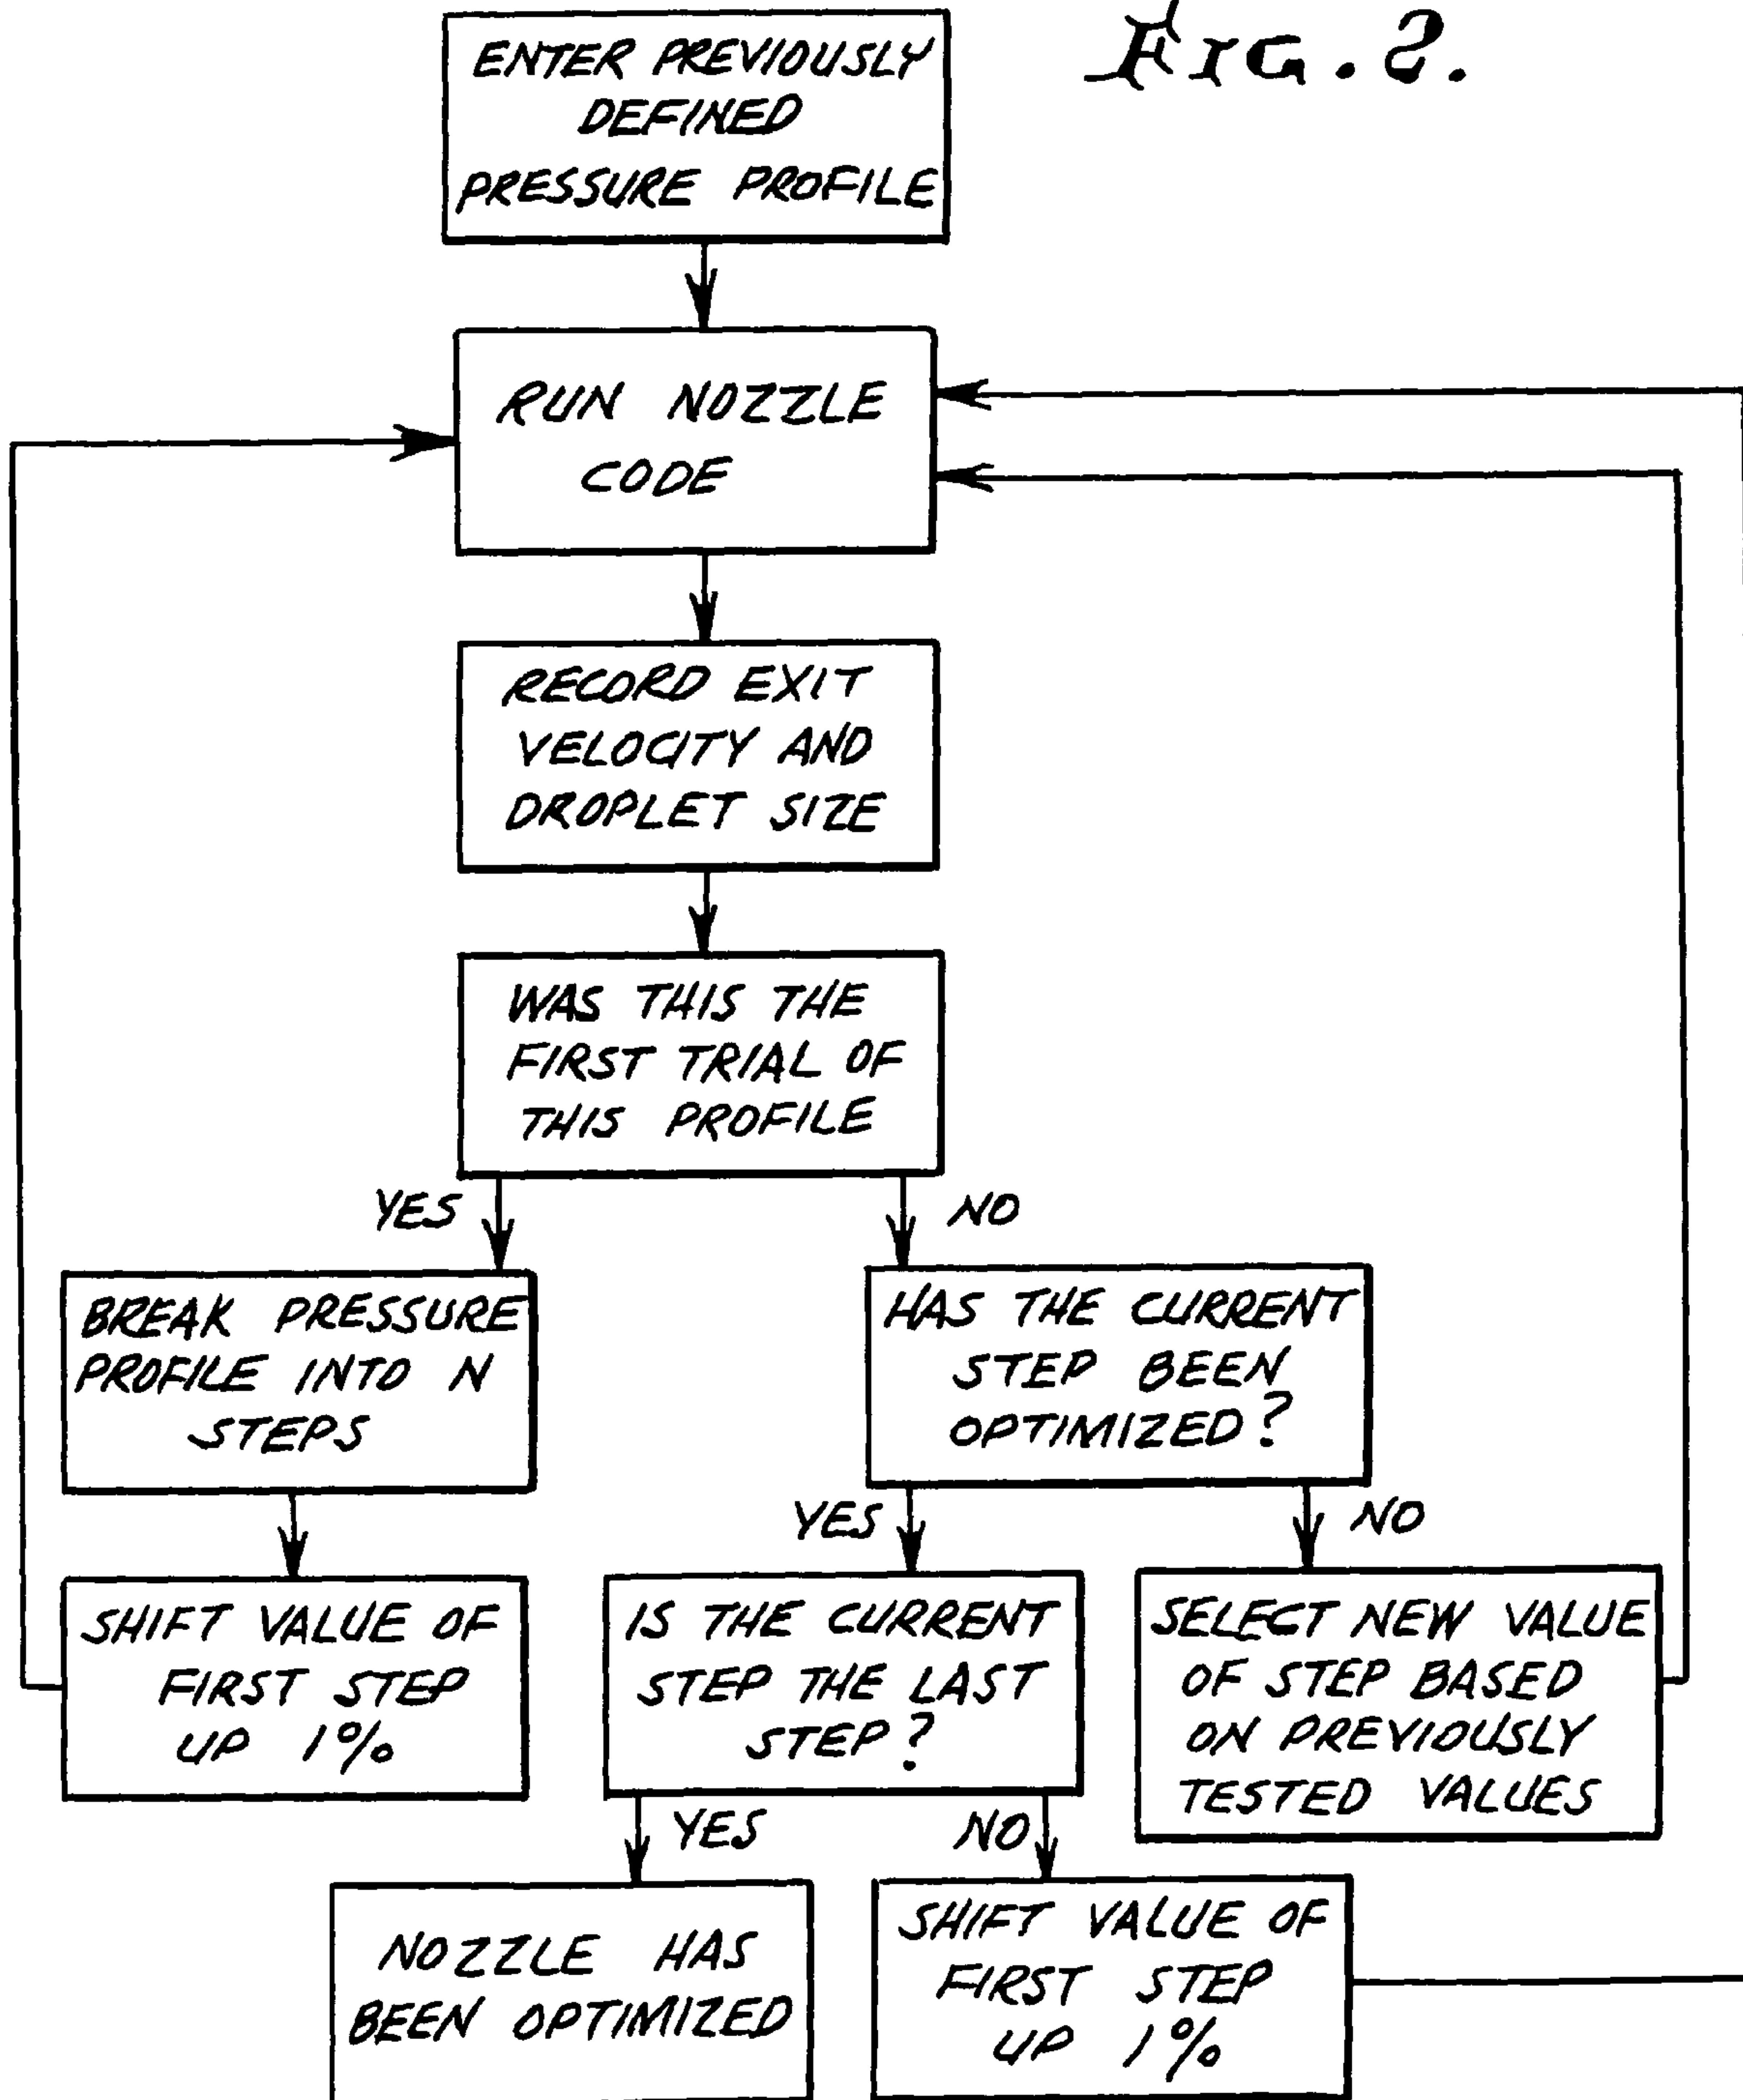 FIG. 2.
ENTER PREVIOUSLY
DEFINED
PRESSURE PROFILE
RUN NOZZLE
CODE
RECORD EXIT
VELOCITY AND
DROPLET SIZE
WAS THIS THE
FIRST TRIAL OF
THIS PROFILE
YES
NO
BREAK PRESSURE
PROFILE INTO N
STEPS
HAS THE CURRENT
STEP BEEN
OPTIMIZED?
YES
NO
SHIFT VALUE OF
FIRST STEP
UP 1%
IS THE CURRENT
STEP THE LAST
STEP?
SELECT NEW VALUE
OF STEP BASED
ON PREVIOUSLY
TESTED VALUES
YES
NO
NOZZLE HAS
BEEN OPTIMIZED
SHIFT VALUE OF
FIRST STEP
UP 1%